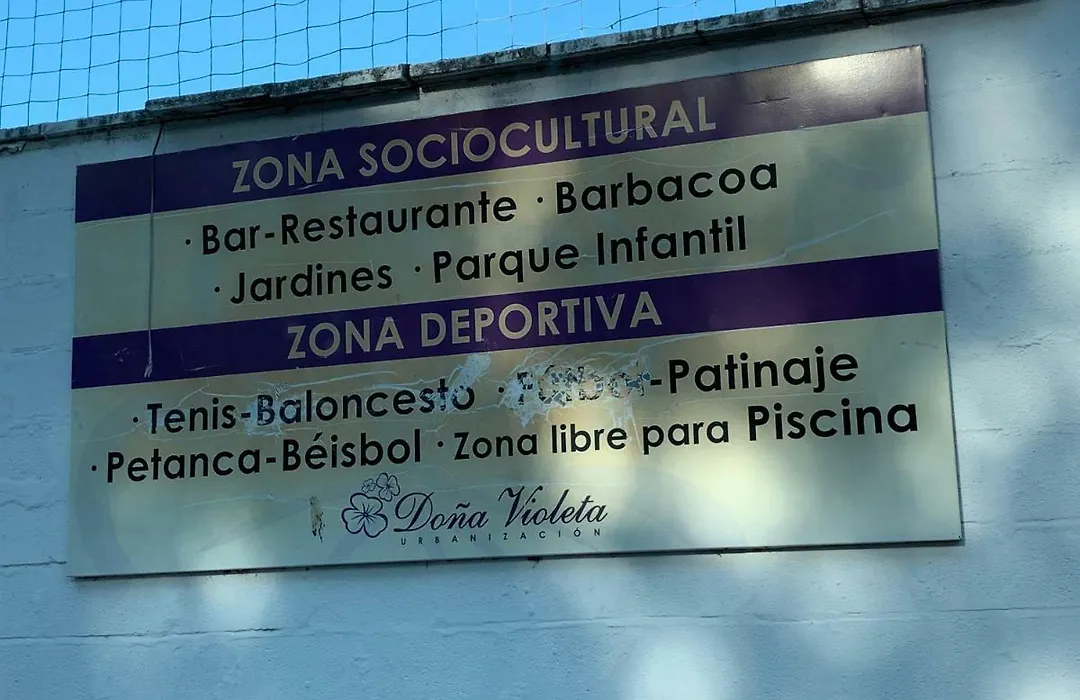 ZONA SOCIOCULTURAL
· Bar-Restaurante · Barbacoa
· Jardines · Parque Infantil
ZONA DEPORTIVA
· Tenis-Baloncesto · Fútbol-Patinaje
· Petanca-Béisbol · Zona libre para Piscina
Doña Violeta
URBANIZACIÓN